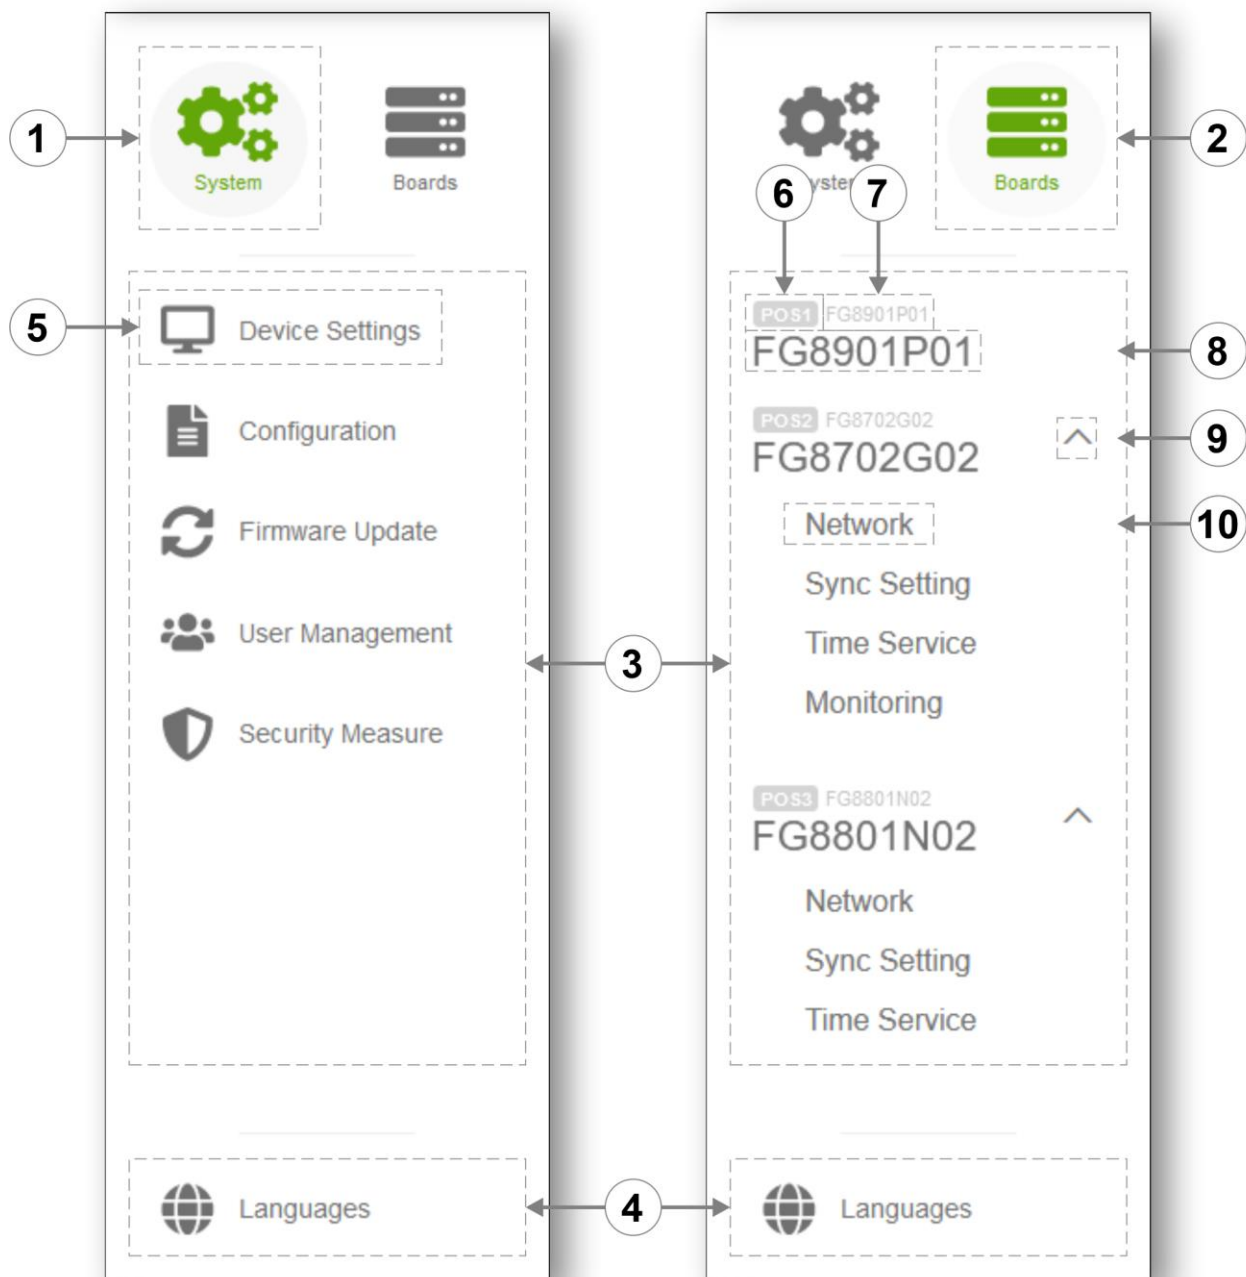 1
System
Boards
5
Device Settings
Configuration
Firmware Update
User Management
Security Measure
Languages
3
4
2
6
7
yste
Boards
POS1 FG8901P01
FG8901P01
8
POS2 FG8702G02
FG8702G02
9
Network
10
Sync Setting
Time Service
Monitoring
POS3 FG8801N02
FG8801N02
Network
Sync Setting
Time Service
Languages